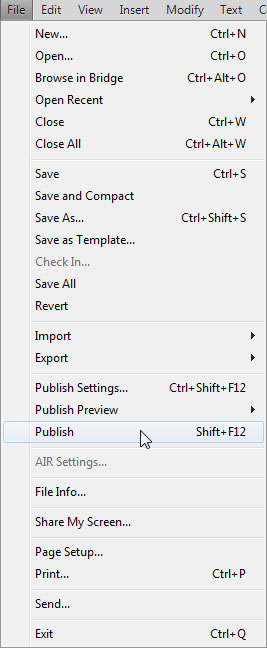 File Edit View Insert Modify Text C
New... Ctrl+N
Open... Ctrl+O
Browse in Bridge Ctrl+Alt+O
Open Recent
Close Ctrl+W
Close All Ctrl+Alt+W
Save Ctrl+S
Save and Compact
Save As... Ctrl+Shift+S
Save as Template...
Check In...
Save All
Revert
Import
Export
Publish Settings... Ctrl+Shift+F12
Publish Preview
Publish Shift+F12
AIR Settings...
File Info...
Share My Screen...
Page Setup...
Print... Ctrl+P
Send...
Exit Ctrl+Q